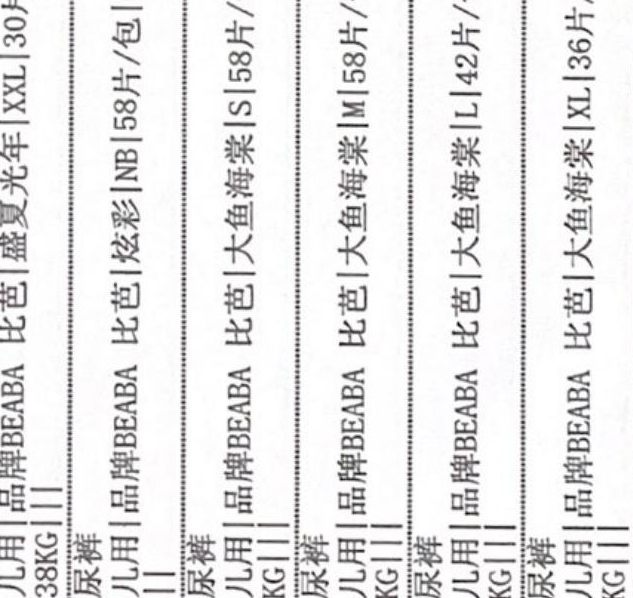 儿用|品牌BEABA 比芭|盛夏光年|XXL|30片
38KG|||
尿裤
儿用|品牌BEABA 比芭|炫彩|NB|58片/包|
||
尿裤
儿用|品牌BEABA 比芭|大鱼海棠|S|58片/
KG|||
尿裤
儿用|品牌BEABA 比芭|大鱼海棠|M|58片/
KG|||
尿裤
儿用|品牌BEABA 比芭|大鱼海棠|L|42片/
KG|||
尿裤
儿用|品牌BEABA 比芭|大鱼海棠|XL|36片/
KG|||